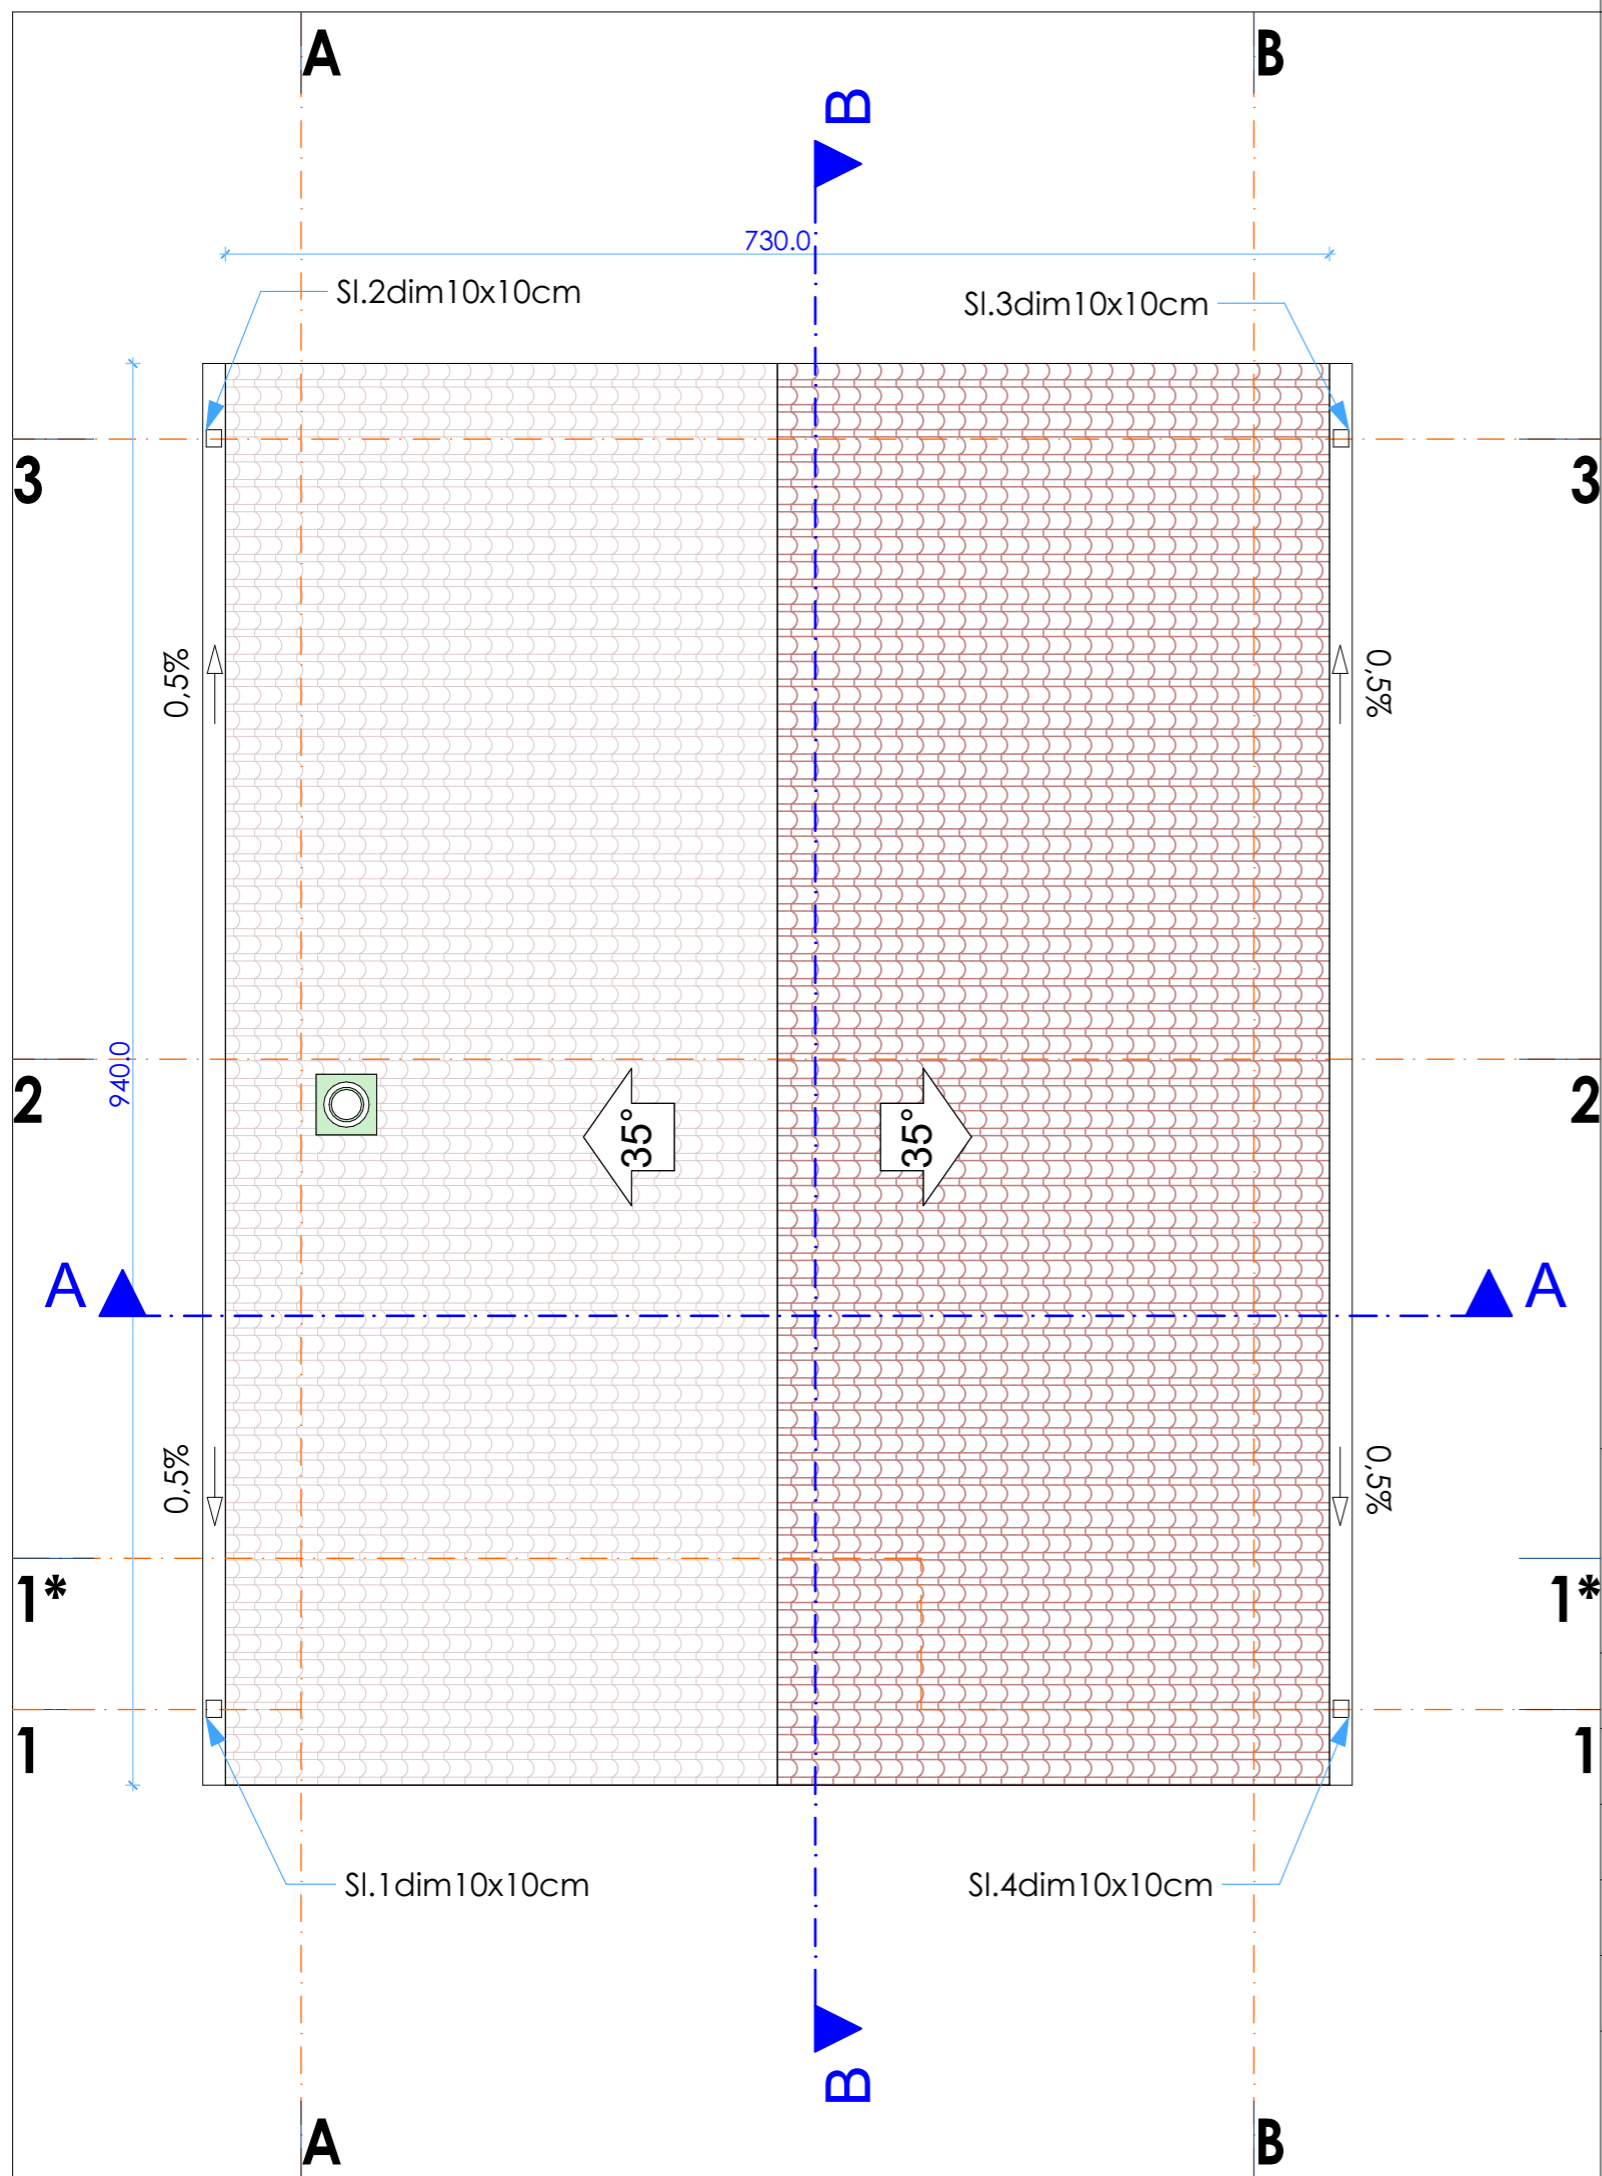 A
B
B
730.0
Sl.2dim10x10cm
Sl.3dim10x10cm
3
3
0,5%
0,5%
940.0
2
2
35°
35°
A
A
0,5%
0,5%
1*
1*
1
1
Sl.1dim10x10cm
Sl.4dim10x10cm
B
A
B